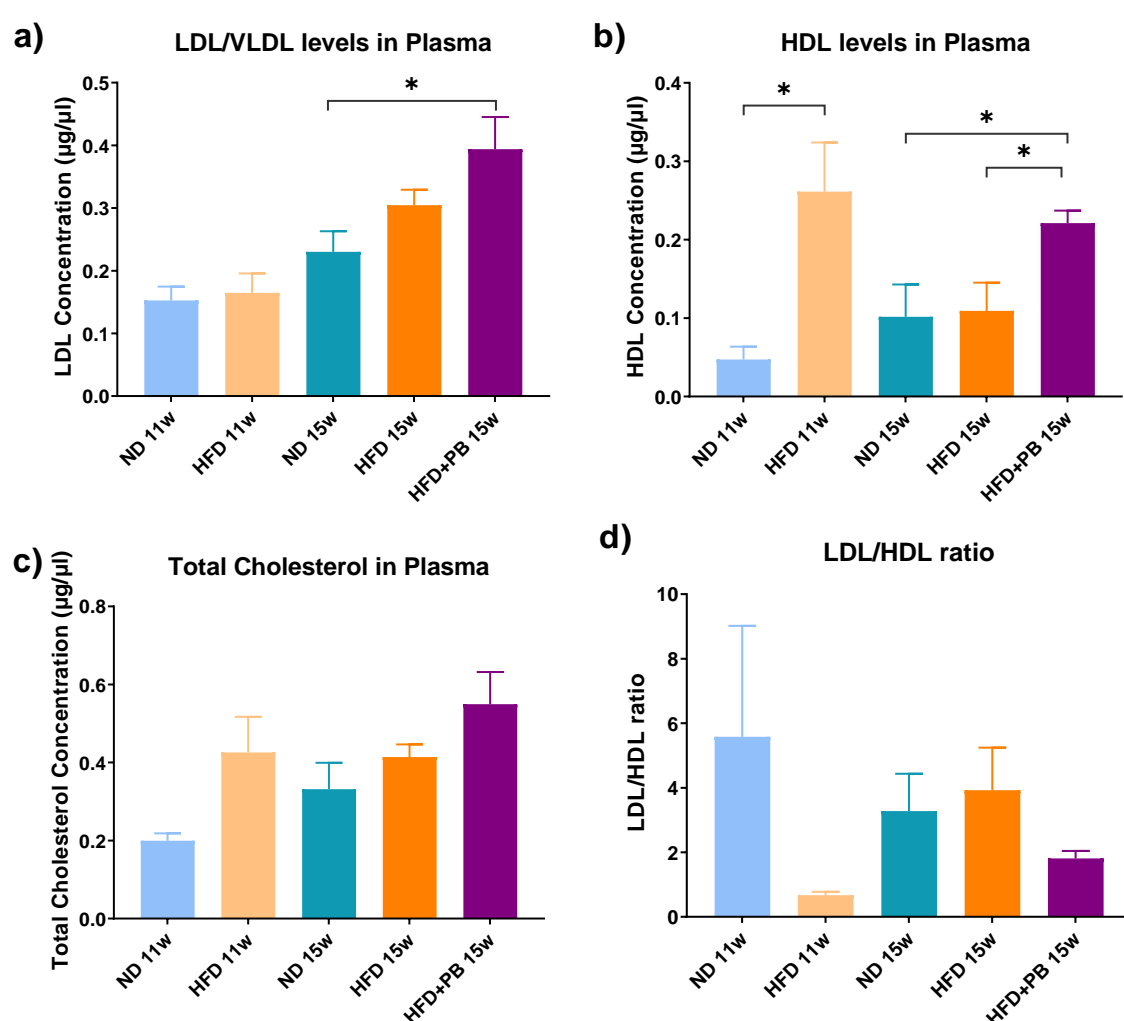 a)
LDL/VLDL levels in Plasma
LDL Concentration (µg/µl)
0.5
0.4
0.3
0.2
0.1
0.0
*
ND 11w
HFD 11w
ND 15w
HFD 15w
HFD+PB 15w
b)
HDL levels in Plasma
HDL Concentration (µg/µl)
0.4
0.3
0.2
0.1
0.0
*
*
*
ND 11w
HFD 11w
ND 15w
HFD 15w
HFD+PB 15w
c)
Total Cholesterol in Plasma
Total Cholesterol Concentration (µg/µl)
0.8
0.6
0.4
0.2
0.0
ND 11w
HFD 11w
ND 15w
HFD 15w
HFD+PB 15w
d)
LDL/HDL ratio
LDL/HDL ratio
10
8
6
4
2
0
ND 11w
HFD 11w
ND 15w
HFD 15w
HFD+PB 15w